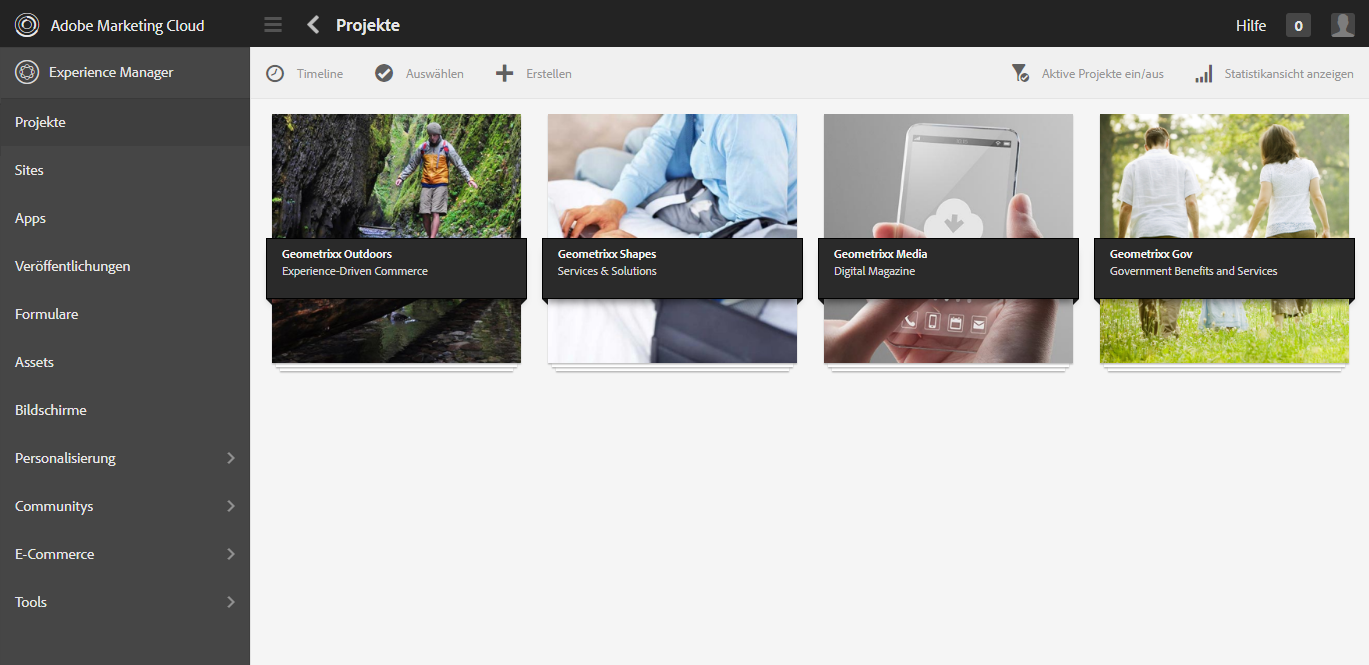 Adobe Marketing Cloud
Projekte
Hilfe
0
Experience Manager
Timeline
Auswählen
Erstellen
Aktive Projekte ein/aus
Statistikansicht anzeigen
Projekte
Sites
Apps
Veröffentlichungen
Formulare
Assets
Bildschirme
Personalisierung
Communitys
E-Commerce
Tools
Geometrixx Outdoors
Experience-Driven Commerce
Geometrixx Shapes
Services & Solutions
Geometrixx Media
Digital Magazine
Geometrixx Gov
Government Benefits and Services